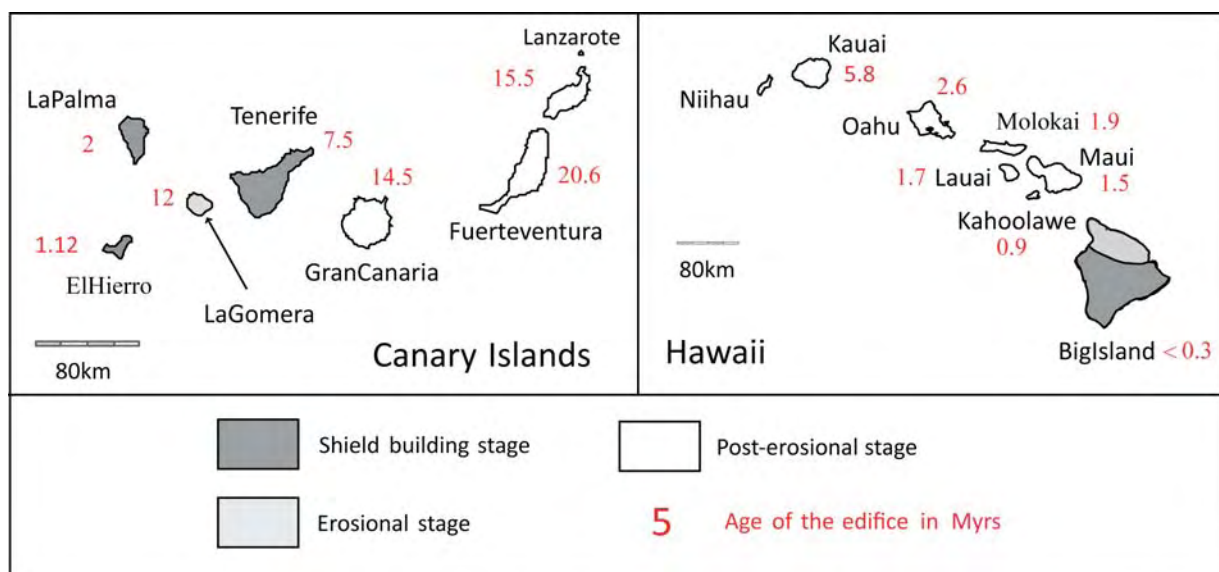 Lanzarote
15.5
LaPalma
2
Tenerife
7.5
12
14.5
20.6
1.12
Fuerteventura
GranCanaria
ElHierro
LaGomera
80km
Canary Islands
Kauai
5.8
Niihau
2.6
Oahu
Molokai 1.9
Maui
1.7 Lauai
1.5
Kahoolawe
0.9
80km
Hawaii
BigIsland < 0.3
Shield building stage
Post-erosional stage
Erosional stage
5 Age of the edifice in Myrs